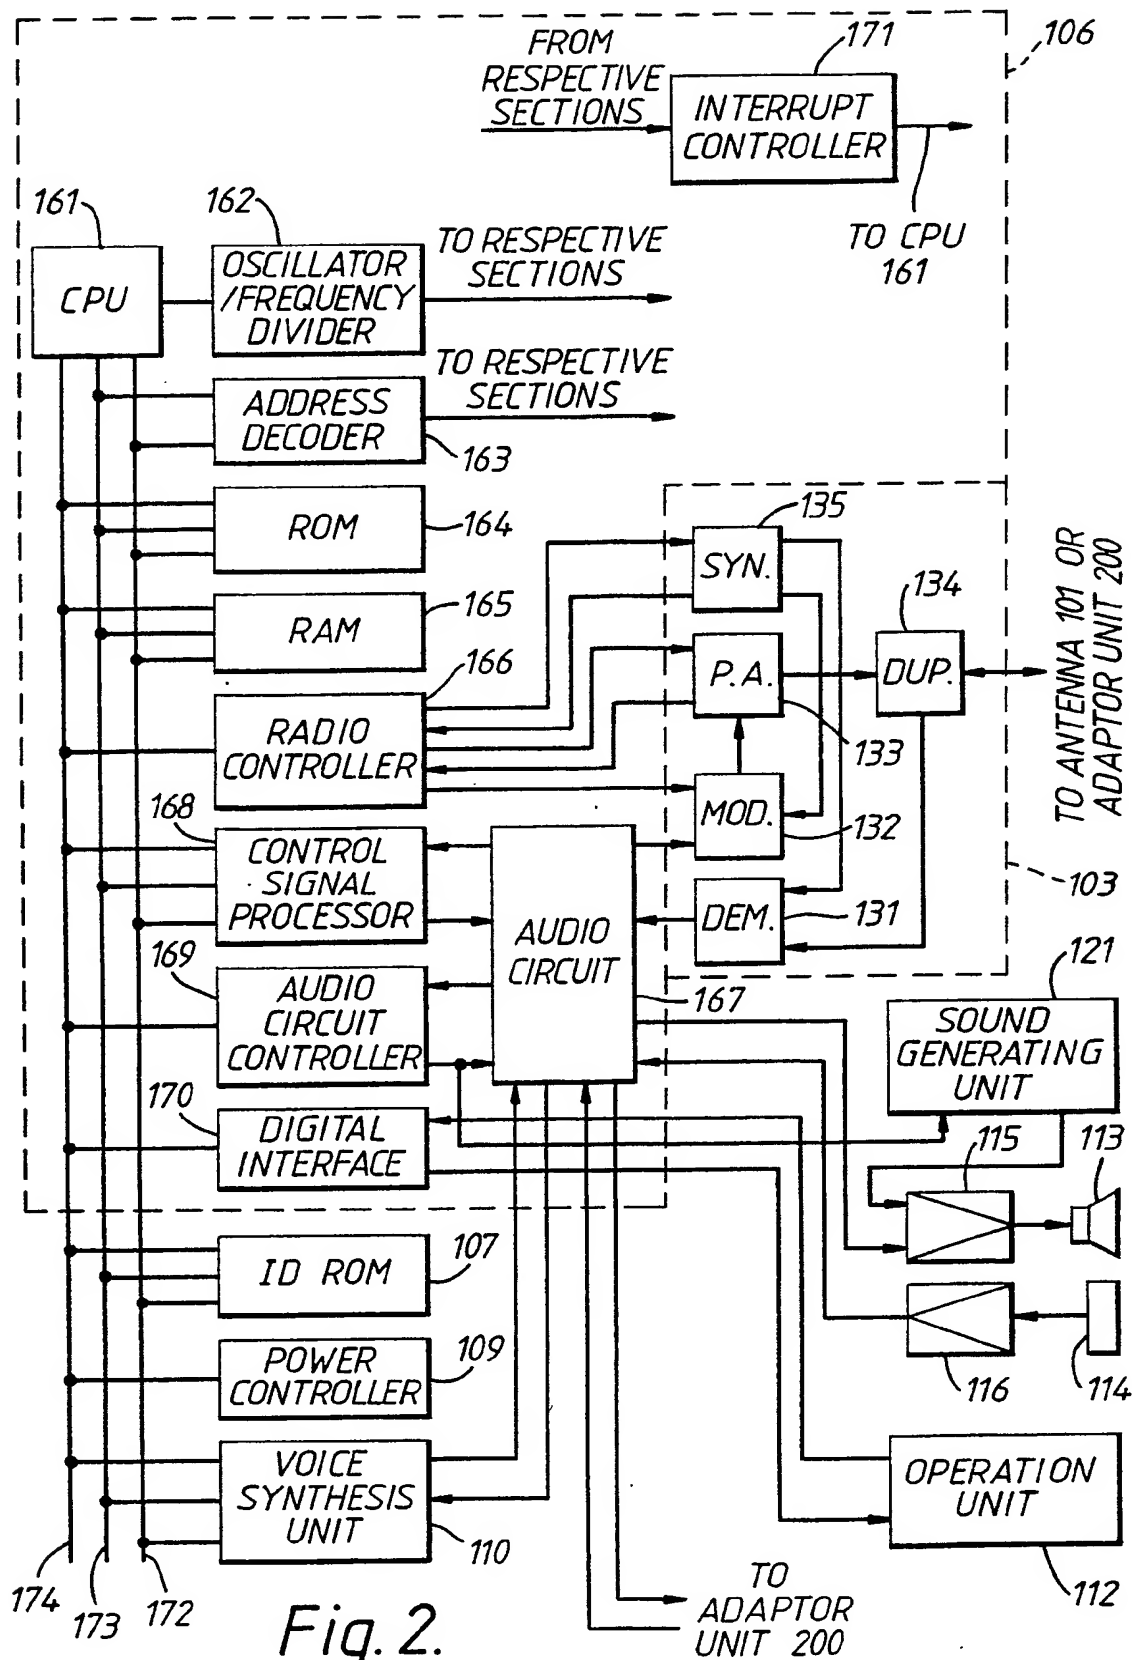 FROM
RESPECTIVE
SECTIONS
171
106
INTERRUPT
CONTROLLER
TO CPU
161
161
CPU
162
OSCILLATOR
/FREQUENCY
DIVIDER
TO RESPECTIVE
SECTIONS
TO RESPECTIVE
SECTIONS
ADDRESS
DECODER
163
ROM
164
RAM
165
166
RADIO
CONTROLLER
135
SYN.
134
P.A.
DUP.
133
MOD.
132
DEM.
131
TO ANTENNA 101 OR
ADAPTOR UNIT 200
103
168
CONTROL
SIGNAL
PROCESSOR
AUDIO
CIRCUIT
167
169
AUDIO
CIRCUIT
CONTROLLER
121
SOUND
GENERATING
UNIT
170
DIGITAL
INTERFACE
115
113
ID ROM
107
116
114
POWER
CONTROLLER
109
VOICE
SYNTHESIS
UNIT
110
OPERATION
UNIT
112
174
173
172
TO
ADAPTOR
UNIT 200
Fig. 2.